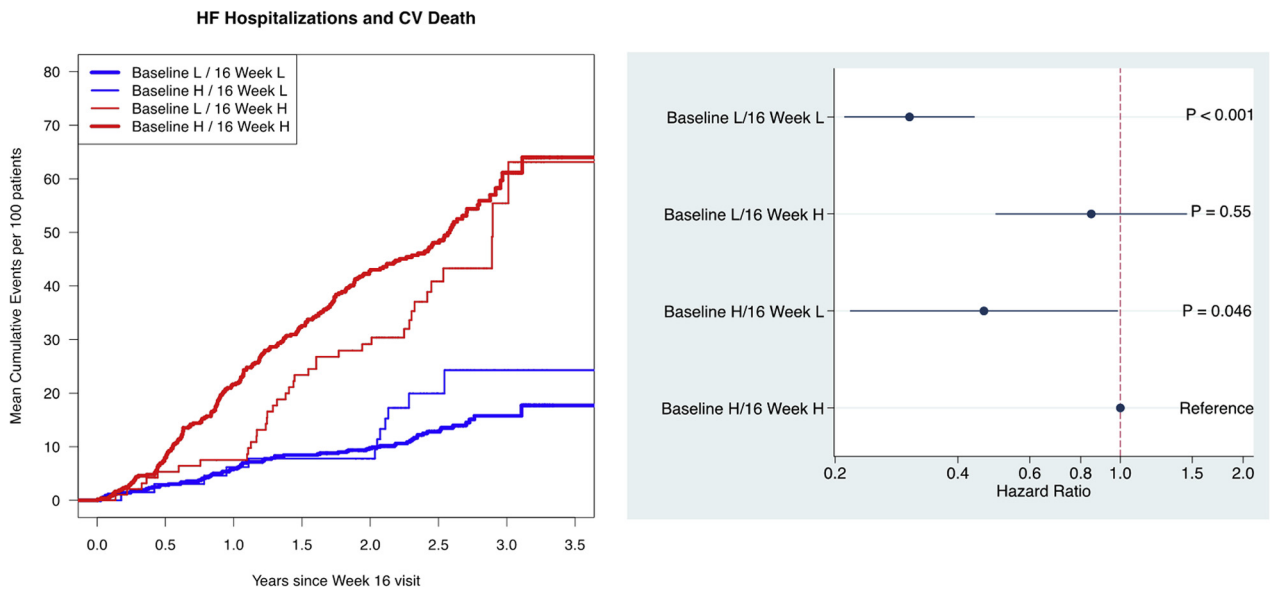 HF Hospitalizations and CV Death
Mean Cumulative Events per 100 patients
80
70
60
50
40
30
20
10
0
Baseline L / 16 Week L
Baseline H / 16 Week L
Baseline L / 16 Week H
Baseline H / 16 Week H
0.0 0.5 1.0 1.5 2.0 2.5 3.0 3.5
Years since Week 16 visit
Baseline L/16 Week L P < 0.001
Baseline L/16 Week H P = 0.55
Baseline H/16 Week L P = 0.046
Baseline H/16 Week H Reference
0.2 0.4 0.6 0.8 1.0 1.5 2.0
Hazard Ratio